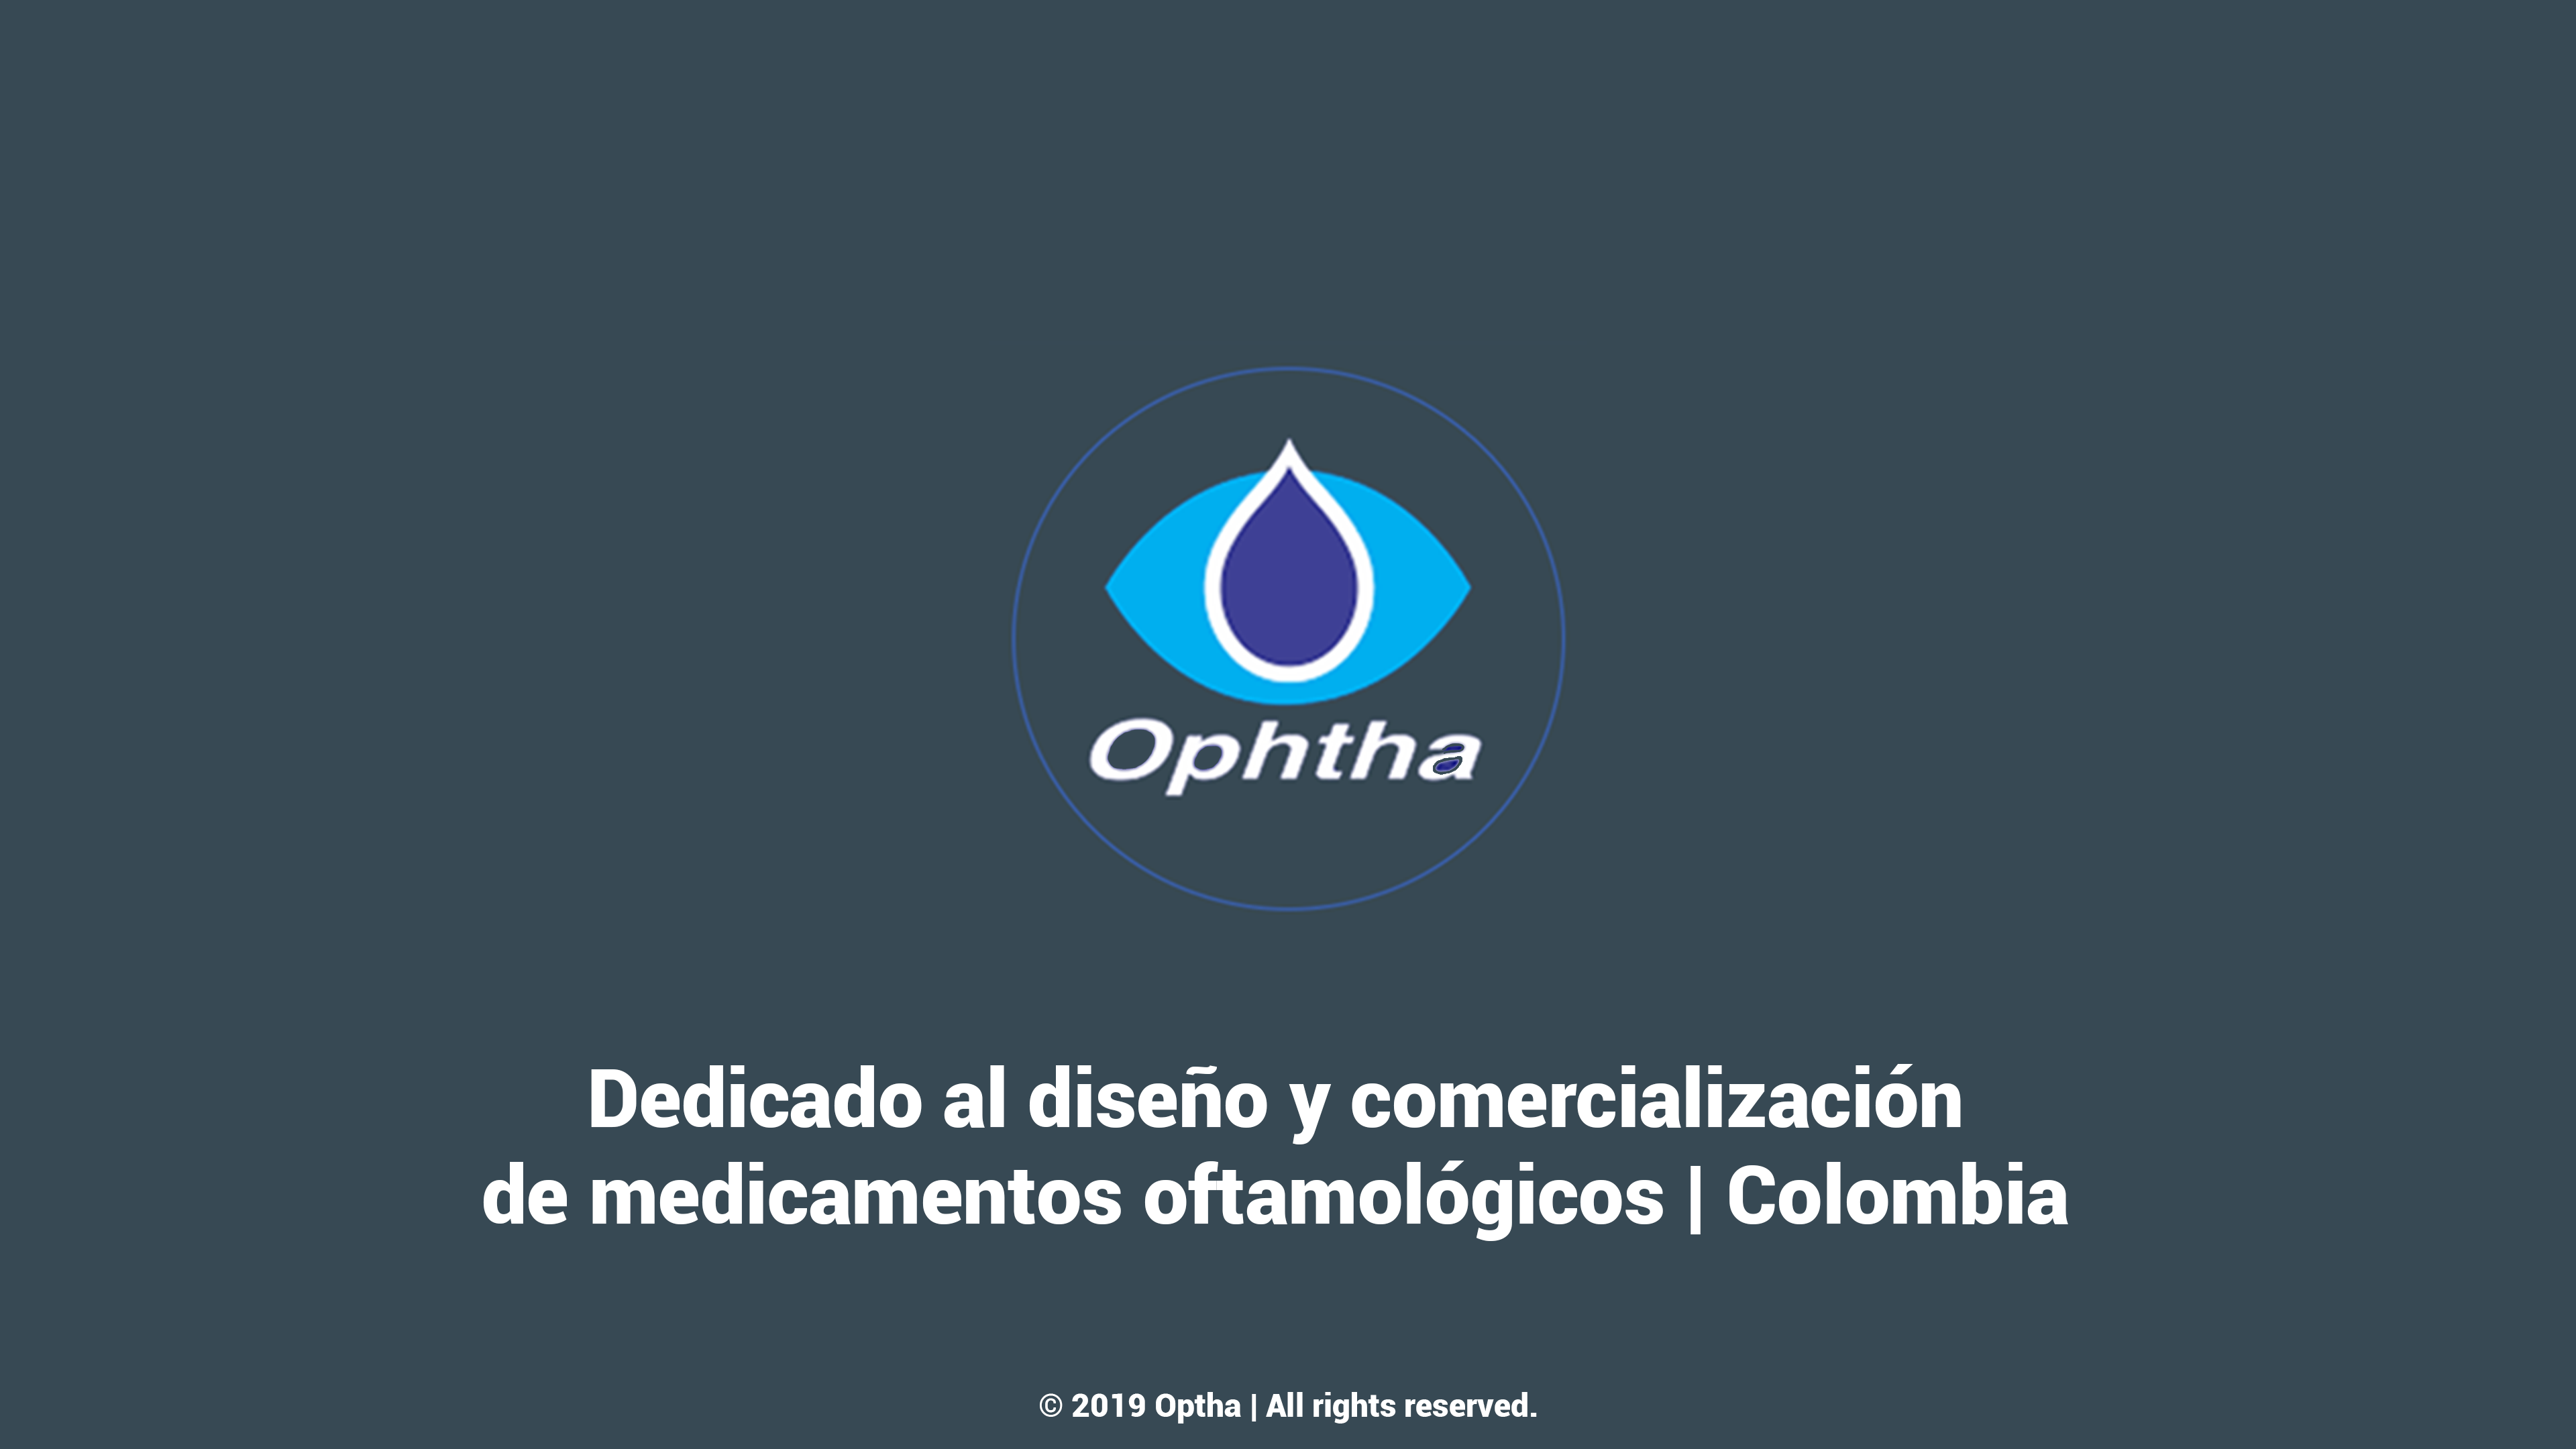 Ophtha
Dedicado al diseño y comercialización
de medicamentos oftamológicos | Colombia
© 2019 Optha | All rights reserved.